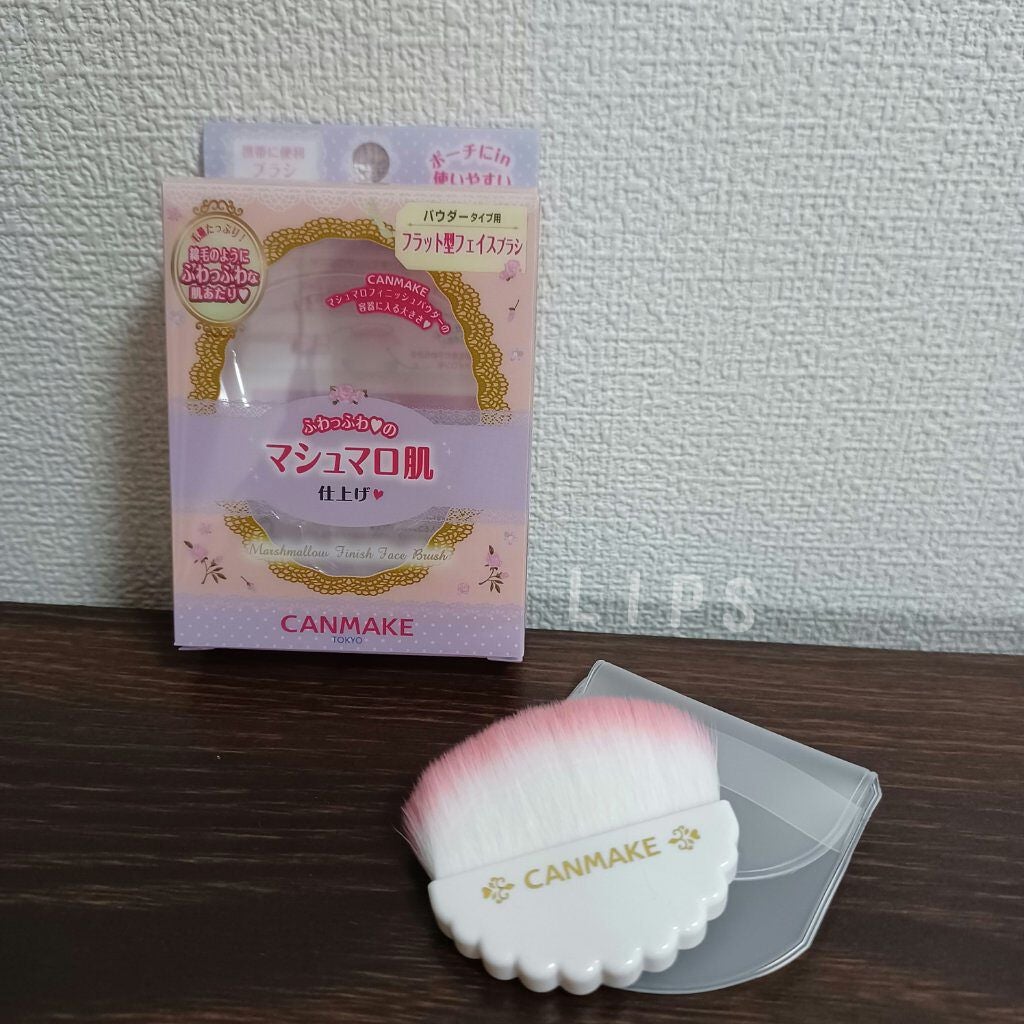 携帯に便利
ブラシ
ポーチにin
使いやすい
毛量たっぷり!
綿毛のように
ふわっふわな
肌あたり♥
パウダータイプ用
フラット型フェイスブラシ
CANMAKE
マシュマロフィニッシュパウダーの
容器に入る大きさ♥
ふわっふわ♥の
マシュマロ肌
仕上げ♥
Marshmallow Finish Face Brush
CANMAKE
TOKYO
LIPS
CANMAKE